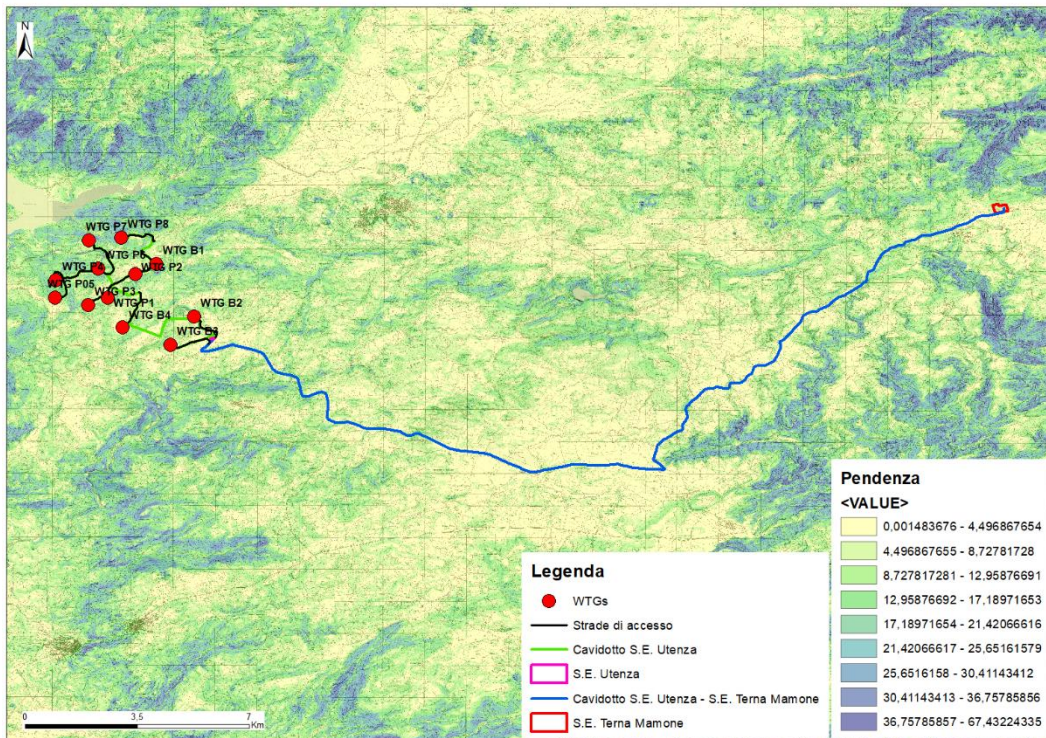 N
WTG P7
WTG P8
WTG P6
WTG B1
WTG P4
WTG P2
WTG P05
WTG P3
WTG P1
WTG B4
WTG B2
WTG B3
Pendenza
<VALUE>
0,001483676 - 4,496867654
4,496867655 - 8,72781728
8,727817281 - 12,95876691
12,95876692 - 17,18971653
17,18971654 - 21,42066616
21,42066617 - 25,65161579
25,6516158 - 30,41143412
30,41143413 - 36,75785856
36,75785857 - 67,43224335
Legenda
WTGs
Strade di accesso
Cavidotto S.E. Utenza
S.E. Utenza
Cavidotto S.E. Utenza - S.E. Terna Mamone
S.E. Terna Mamone
0 3,5 7
Km